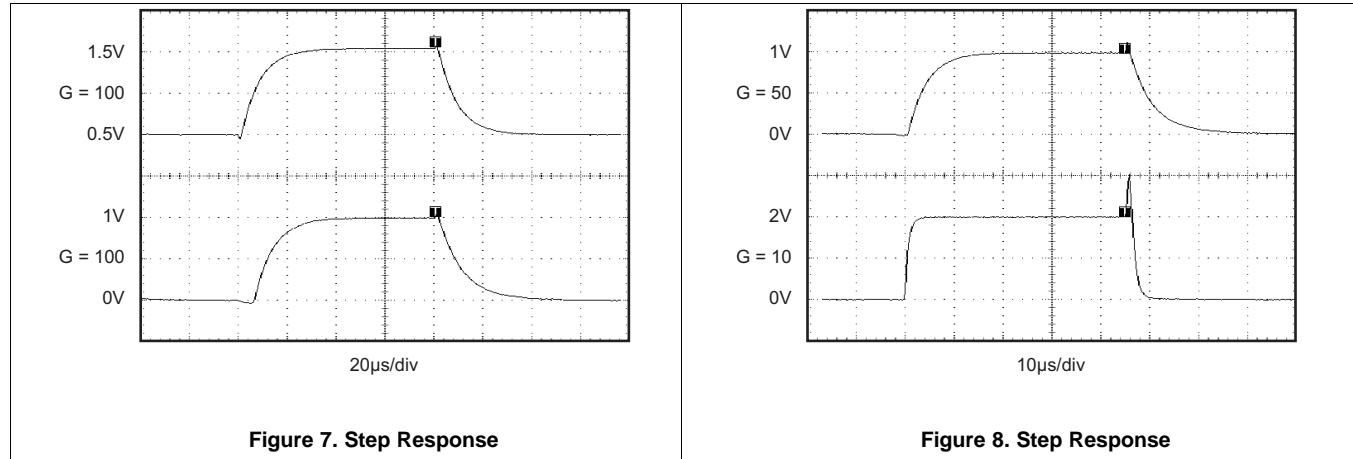 1.5V
G = 100
0.5V
1V
G = 100
0V
20µs/div
Figure 7. Step Response
1V
G = 50
0V
2V
G = 10
0V
10µs/div
Figure 8. Step Response